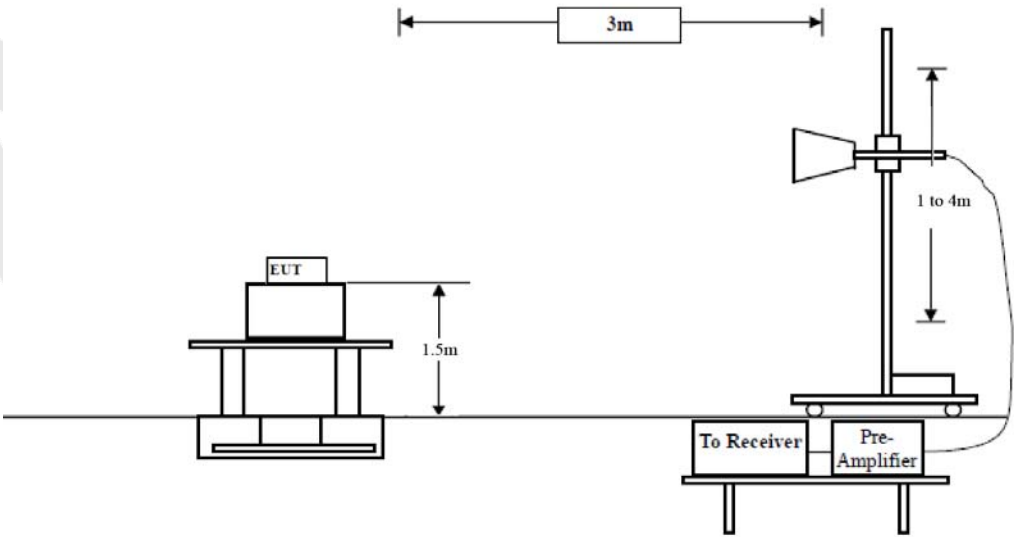 3m
1 to 4m
EUT
1.5m
To Receiver
Pre-
Amplifier